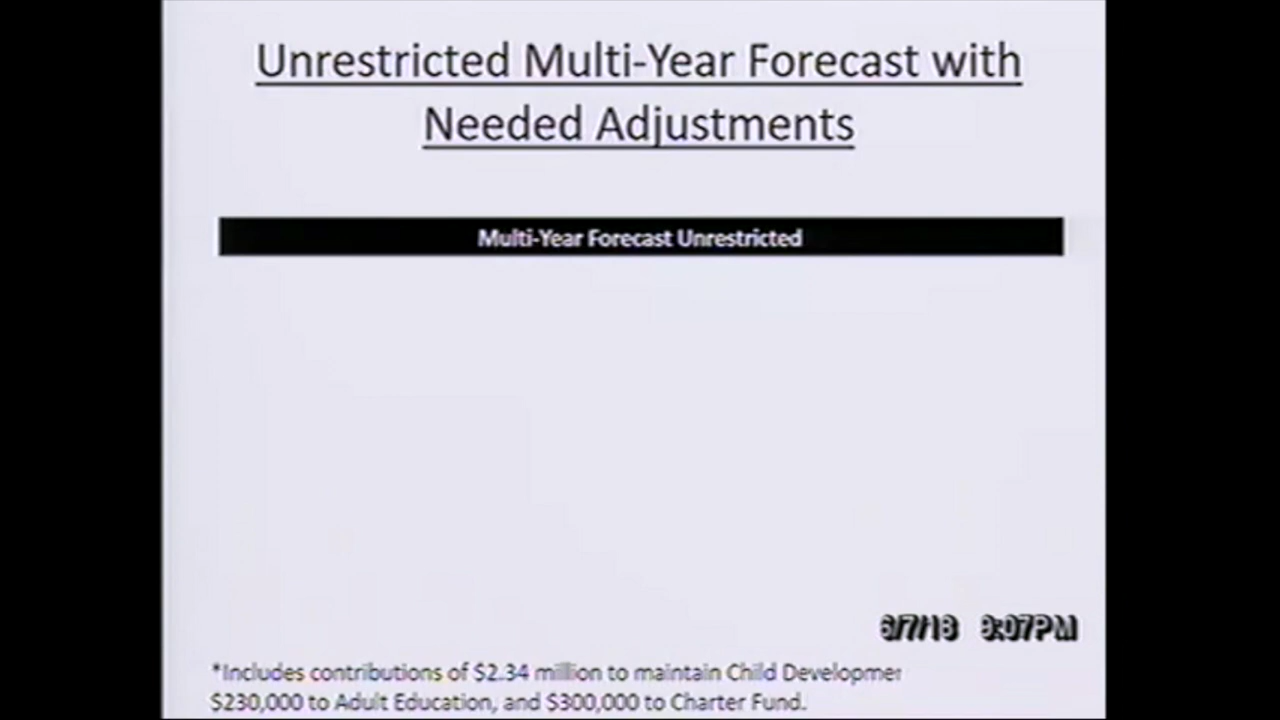 Unrestricted Multi-Year Forecast with
Needed Adjustments
Multi-Year Forecast Unrestricted
6/7/18 9:07PM
*Includes contributions of $2.34 million to maintain Child Developmer
$230,000 to Adult Education, and $300,000 to Charter Fund.